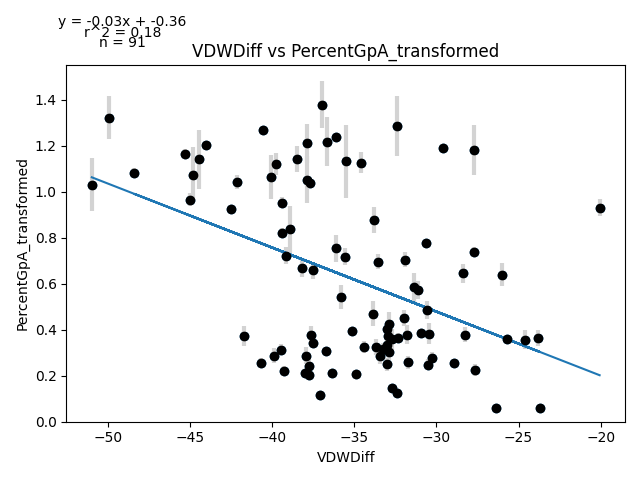 y = -0.03x + -0.36
r^2 = 0.18
n = 91
VDWDiff vs PercentGpA_transformed
PercentGpA_transformed
1.4
1.2
1.0
0.8
0.6
0.4
0.2
0.0
−50
−45
−40
−35
−30
−25
−20
VDWDiff